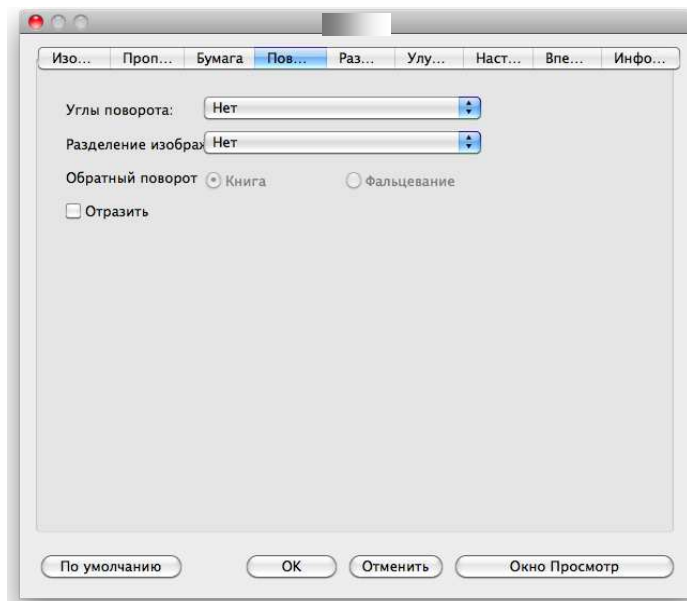 Изо... Проп... Бумага Пов... Раз... Улу... Наст... Впе... Инфо...
Углы поворота: Нет
Разделение изобра Нет
Обратный поворот Книга Фальцевание
Отразить
По умолчанию OK Отменить Окно Просмотр